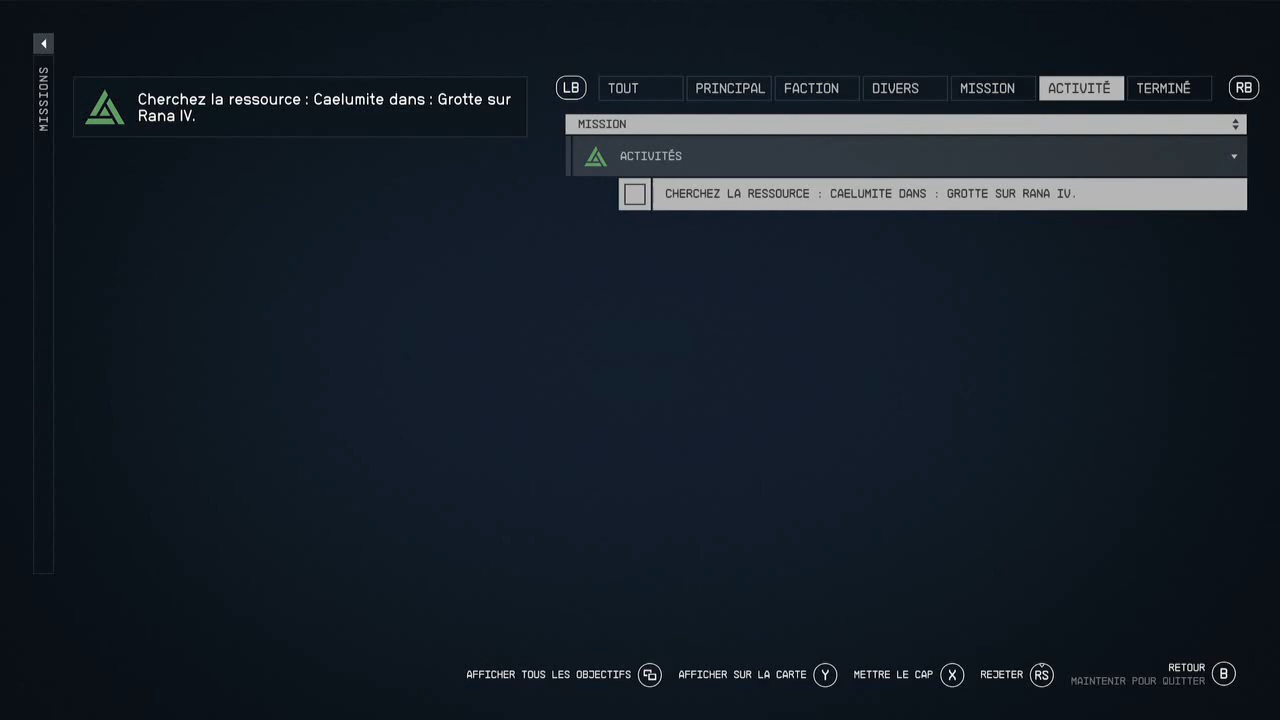 MISSIONS
Cherchez la ressource : Caelumite dans : Grotte sur
Rana IV.
LB TOUT PRINCIPAL FACTION DIVERS MISSION ACTIVITÉ TERMINÉ RB
MISSION
ACTIVITÉS
CHERCHEZ LA RESSOURCE : CAELUMITE DANS : GROTTE SUR RANA IV.
AFFICHER TOUS LES OBJECTIFS AFFICHER SUR LA CARTE Y METTRE LE CAP X REJETER RS RETOUR B
MAINTENIR POUR QUITTER